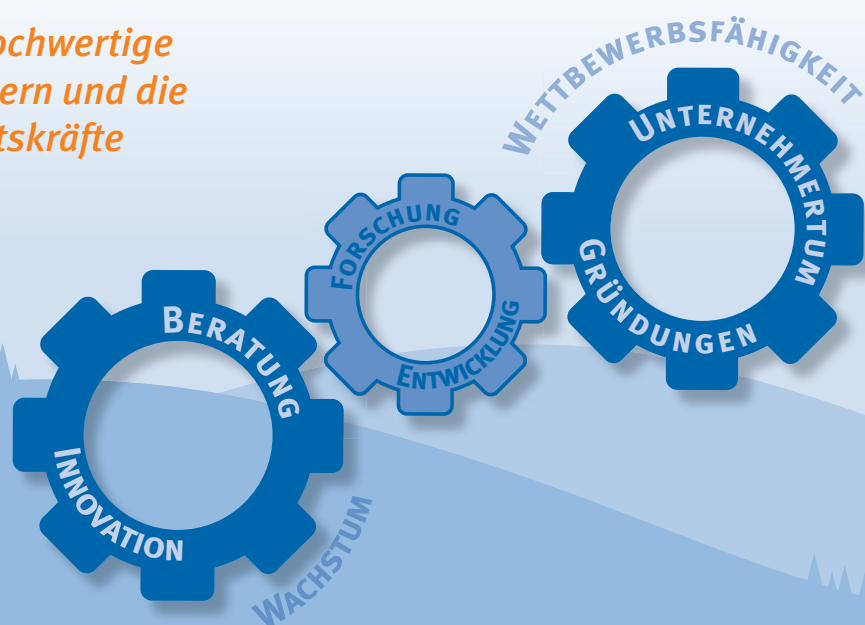 ochwertige
ern und die
tskräfte
WETTBEWERBSFÄHIGKEIT
UNTERNEHMERTUM
GRÜNDUNGEN
FORSCHUNG
ENTWICKLUNG
BERATUNG
INNOVATION
WACHSTUM